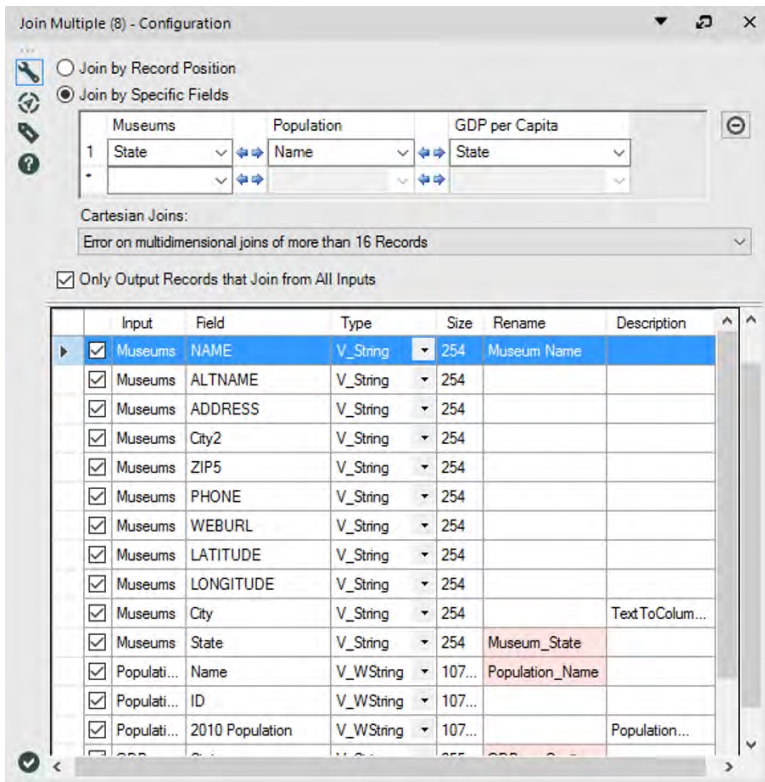 Join Multiple (8) - Configuration
Join by Record Position
Join by Specific Fields
Museums Population GDP per Capita
1 State Name State
*
Cartesian Joins:
Error on multidimensional joins of more than 16 Records
Only Output Records that Join from All Inputs
Input Field Type Size Rename Description
Museums NAME V_String 254 Museum Name
Museums ALTNAME V_String 254
Museums ADDRESS V_String 254
Museums City2 V_String 254
Museums ZIP5 V_String 254
Museums PHONE V_String 254
Museums WEBURL V_String 254
Museums LATITUDE V_String 254
Museums LONGITUDE V_String 254
Museums City V_String 254 TextToColum...
Museums State V_String 254 Museum_State
Populati... Name V_WString 107... Population_Name
Populati... ID V_WString 107...
Populati... 2010 Population V_WString 107... Population...